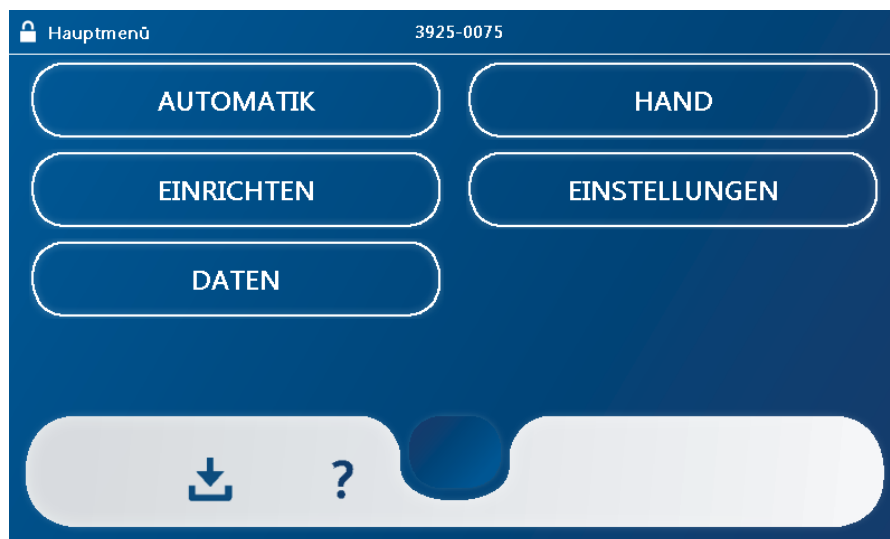 Hauptmenü 3925-0075
AUTOMATIK HAND
EINRICHTEN EINSTELLUNGEN
DATEN
?